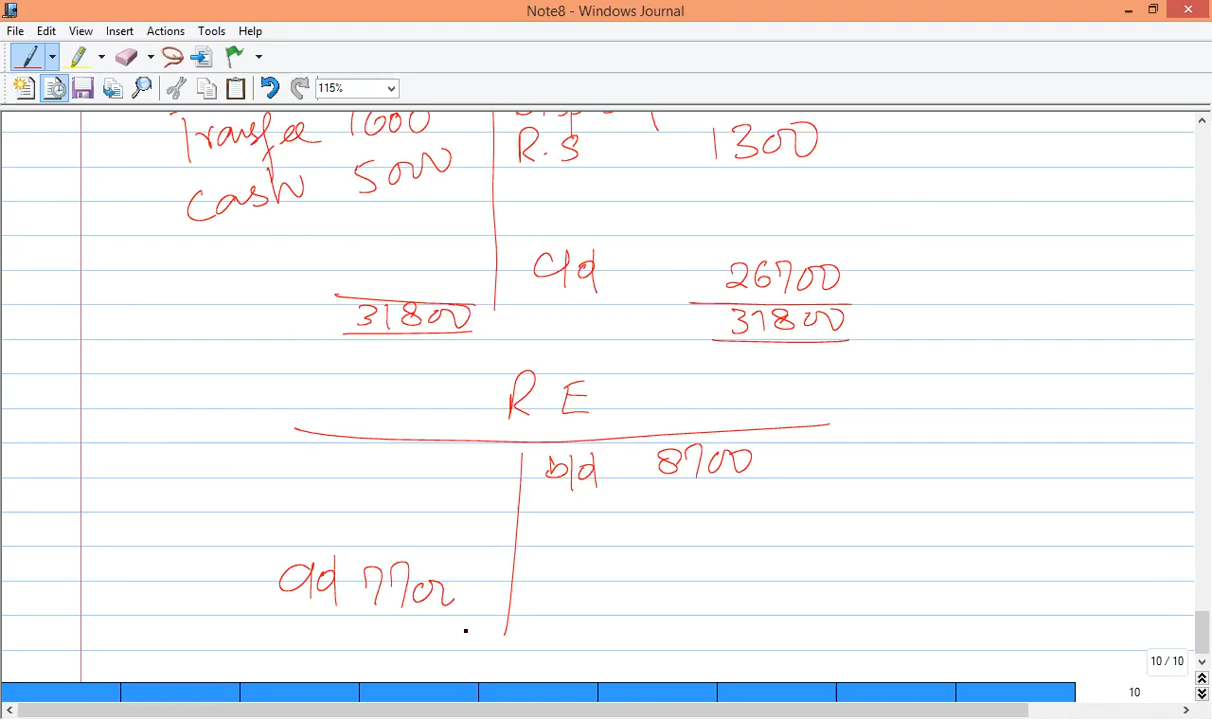 Note8 - Windows Journal
File Edit View Insert Actions Tools Help
115%
Transfer 1600
R.S 1300
Cash 5000
c/d 26700
31800 31800
R E
b/d 8700
c/d 7700
10 / 10
10